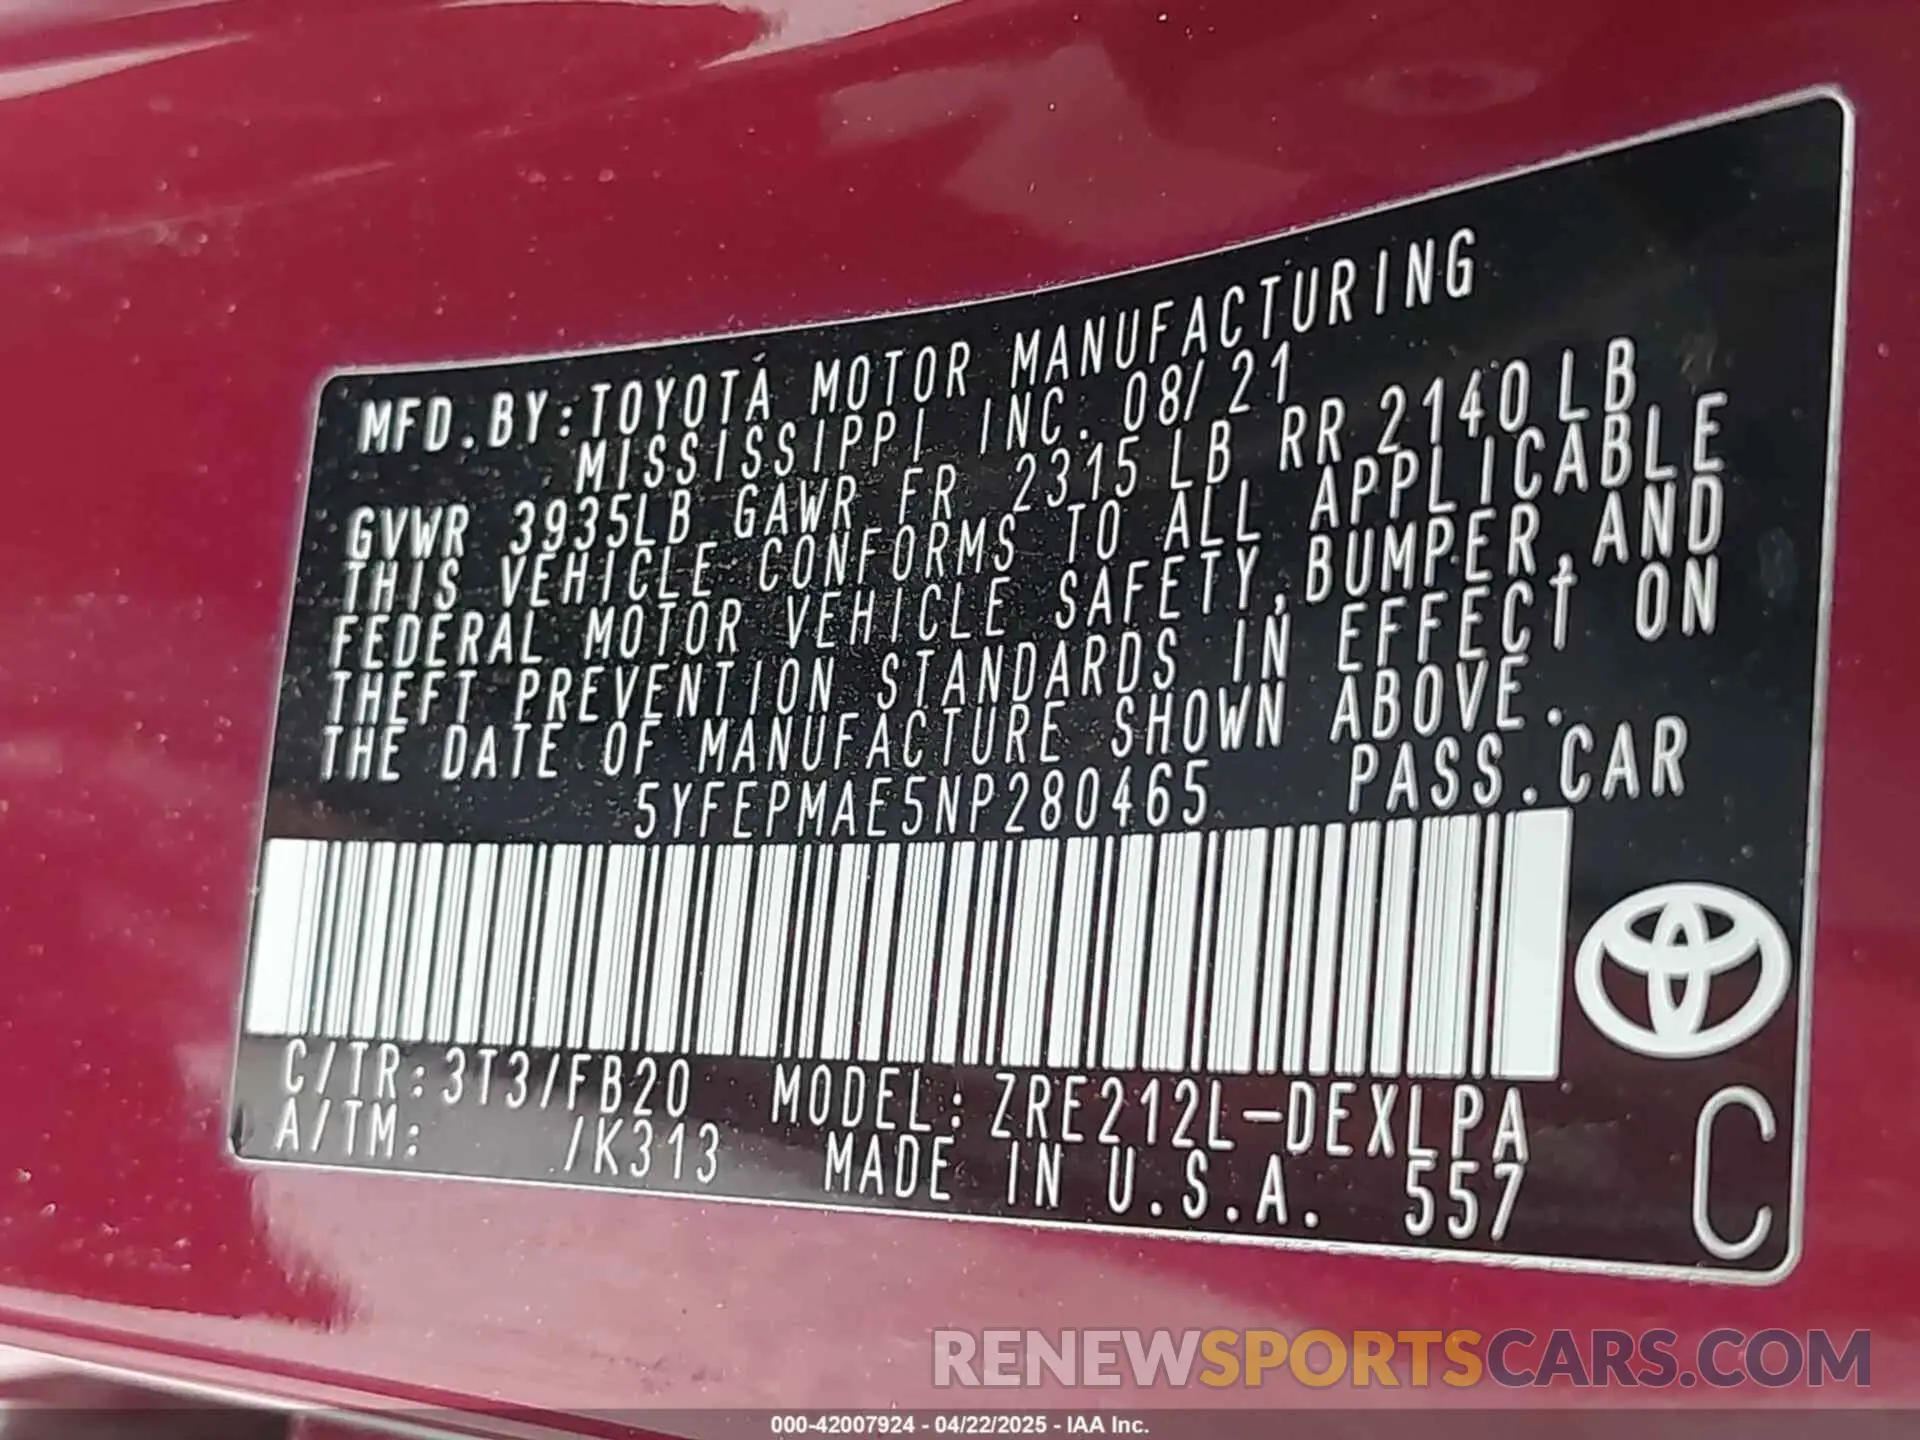 MFD.BY:TOYOTA MOTOR MANUFACTURING
MISSISSIPPI INC. 08/21
GVWR 3935LB GAWR FR 2315LB RR 2140LB
THIS VEHICLE CONFORMS TO ALL APPLICABLE
FEDERAL MOTOR VEHICLE SAFETY,BUMPER,AND
THEFT PREVENTION STANDARDS IN EFFECT ON
THE DATE OF MANUFACTURE SHOWN ABOVE.
5YFEPMAE5NP280465 PASS.CAR
C/TR:3T3/FB20 MODEL:ZRE212L-DEXLPA
A/TM: /K313 MADE IN U.S.A. 557
C
RENEWSPORTSCARS.COM
000-42007924 - 04/22/2025 - IAA Inc.